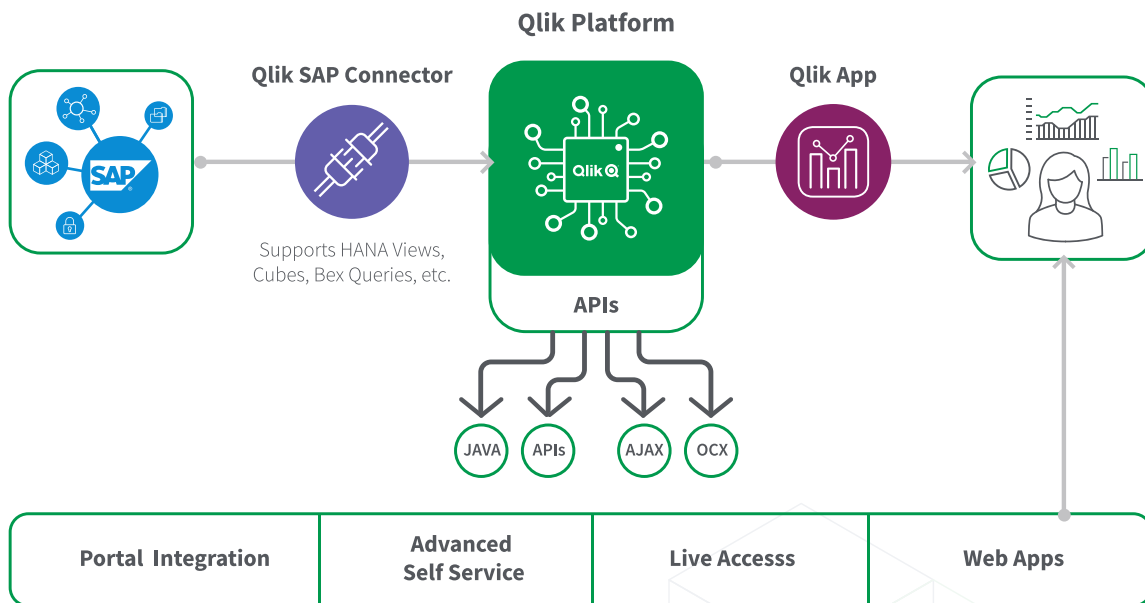 Qlik Platform
Qlik SAP Connector
Qlik App
SAP
Qlik
Supports HANA Views,
Cubes, Bex Queries, etc.
APIs
JAVA
APIs
AJAX
OCX
Portal Integration
Advanced
Self Service
Live Accesss
Web Apps